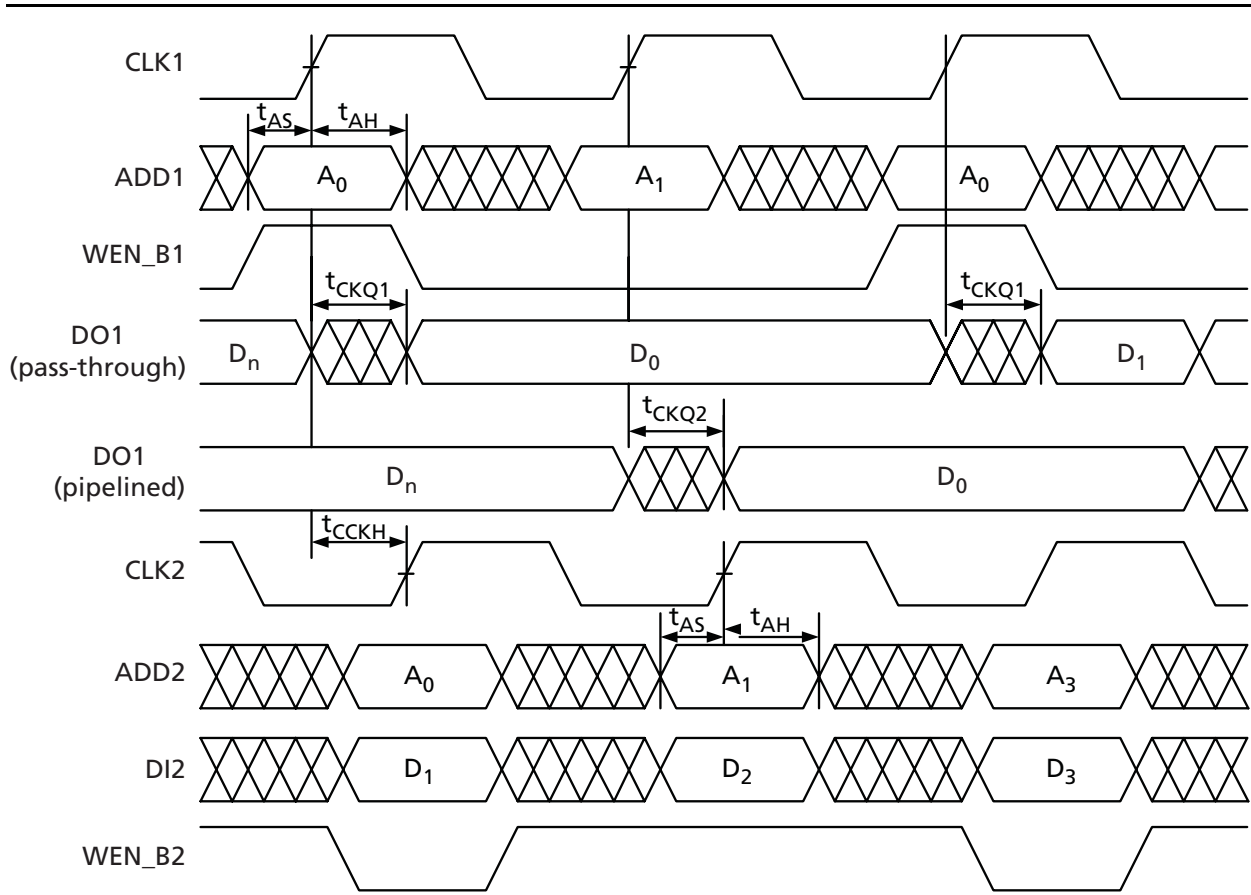 CLK1
tAS tAH
ADD1 A0 A1 A0
WEN_B1
tCKQ1 tCKQ1
DO1
(pass-through)
Dn D0 D1
tCKQ2
DO1
(pipelined)
Dn D0
tCCKH
CLK2
tAS tAH
ADD2 A0 A1 A3
DI2 D1 D2 D3
WEN_B2